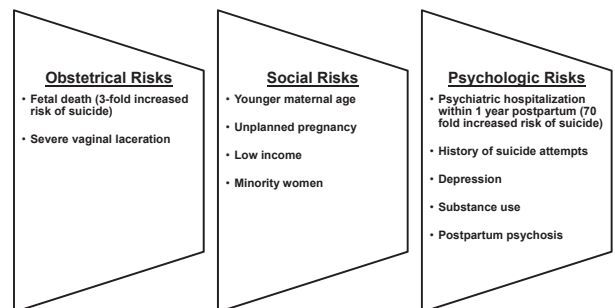 Obstetrical Risks
• Fetal death (3-fold increased
risk of suicide)
• Severe vaginal laceration
Social Risks
• Younger maternal age
• Unplanned pregnancy
• Low income
• Minority women
Psychologic Risks
• Psychiatric hospitalization
within 1 year postpartum (70
fold increased risk of suicide)
• History of suicide attempts
• Depression
• Substance use
• Postpartum psychosis